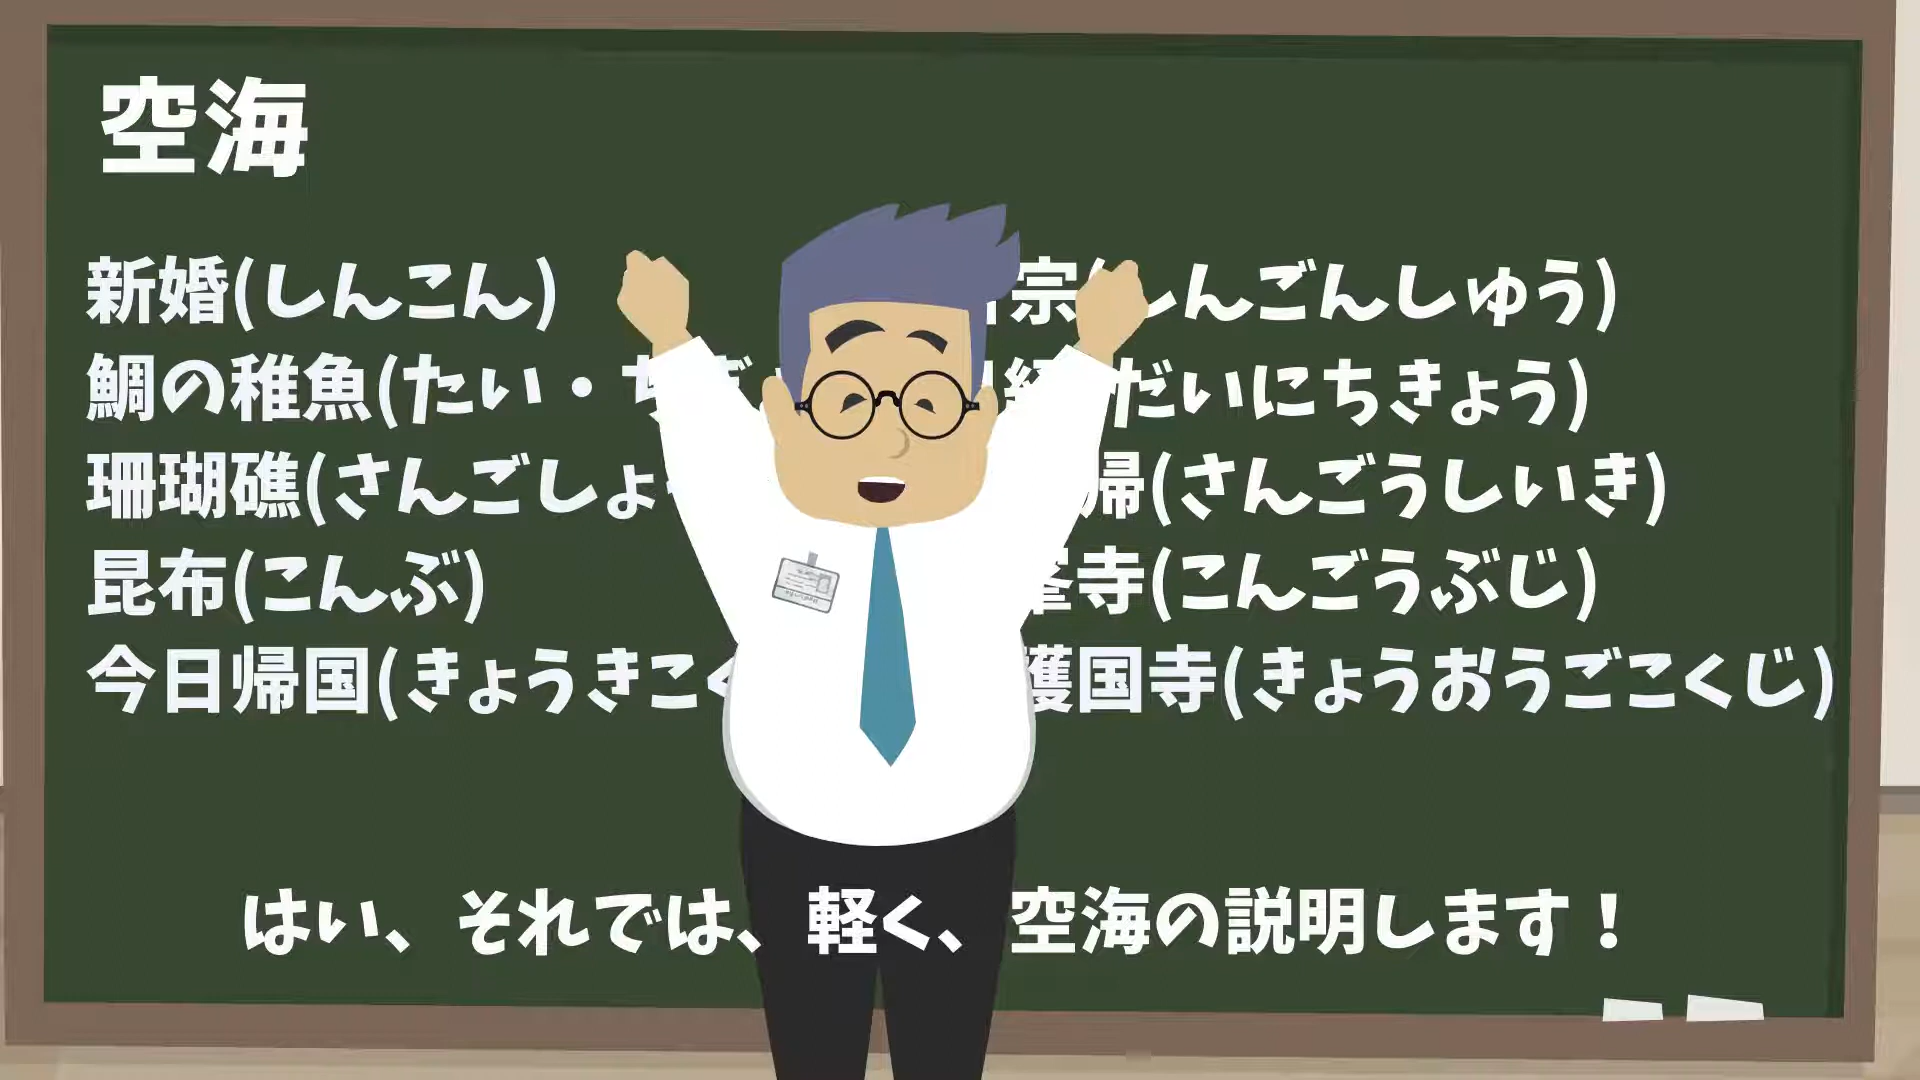 空海
新婚(しんこん)
宗(しんごんしゅう)
鯛の稚魚(たい・ち
だいにちきょう)
珊瑚礁(さんごしょ
帰(さんごうしいき)
昆布(こんぶ)
峯寺(こんごうぶじ)
今日帰国(きょうきこく
護国寺(きょうおうごこくじ)
はい、それでは、軽く、空海の説明します！